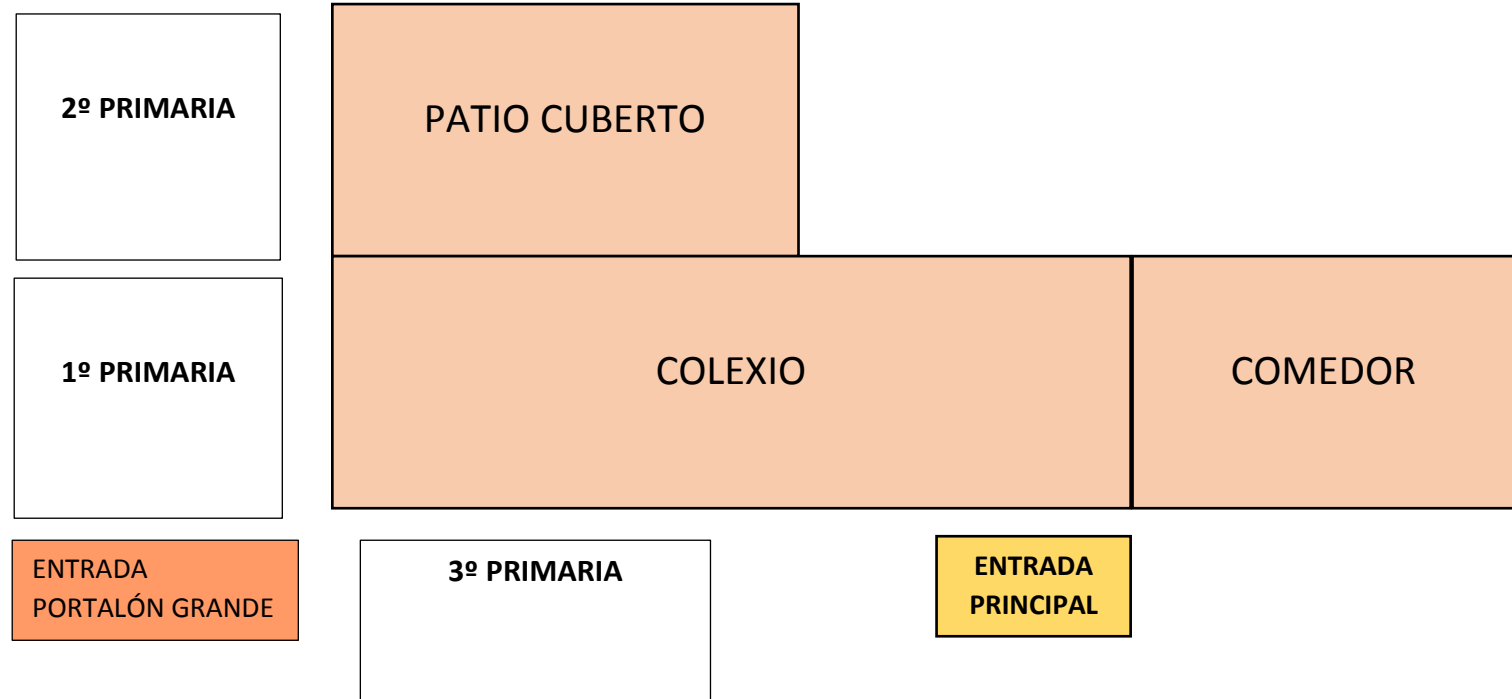 2º PRIMARIA
PATIO CUBERTO
1º PRIMARIA
COLEXIO
COMEDOR
ENTRADA
PORTALÓN GRANDE
3º PRIMARIA
ENTRADA
PRINCIPAL